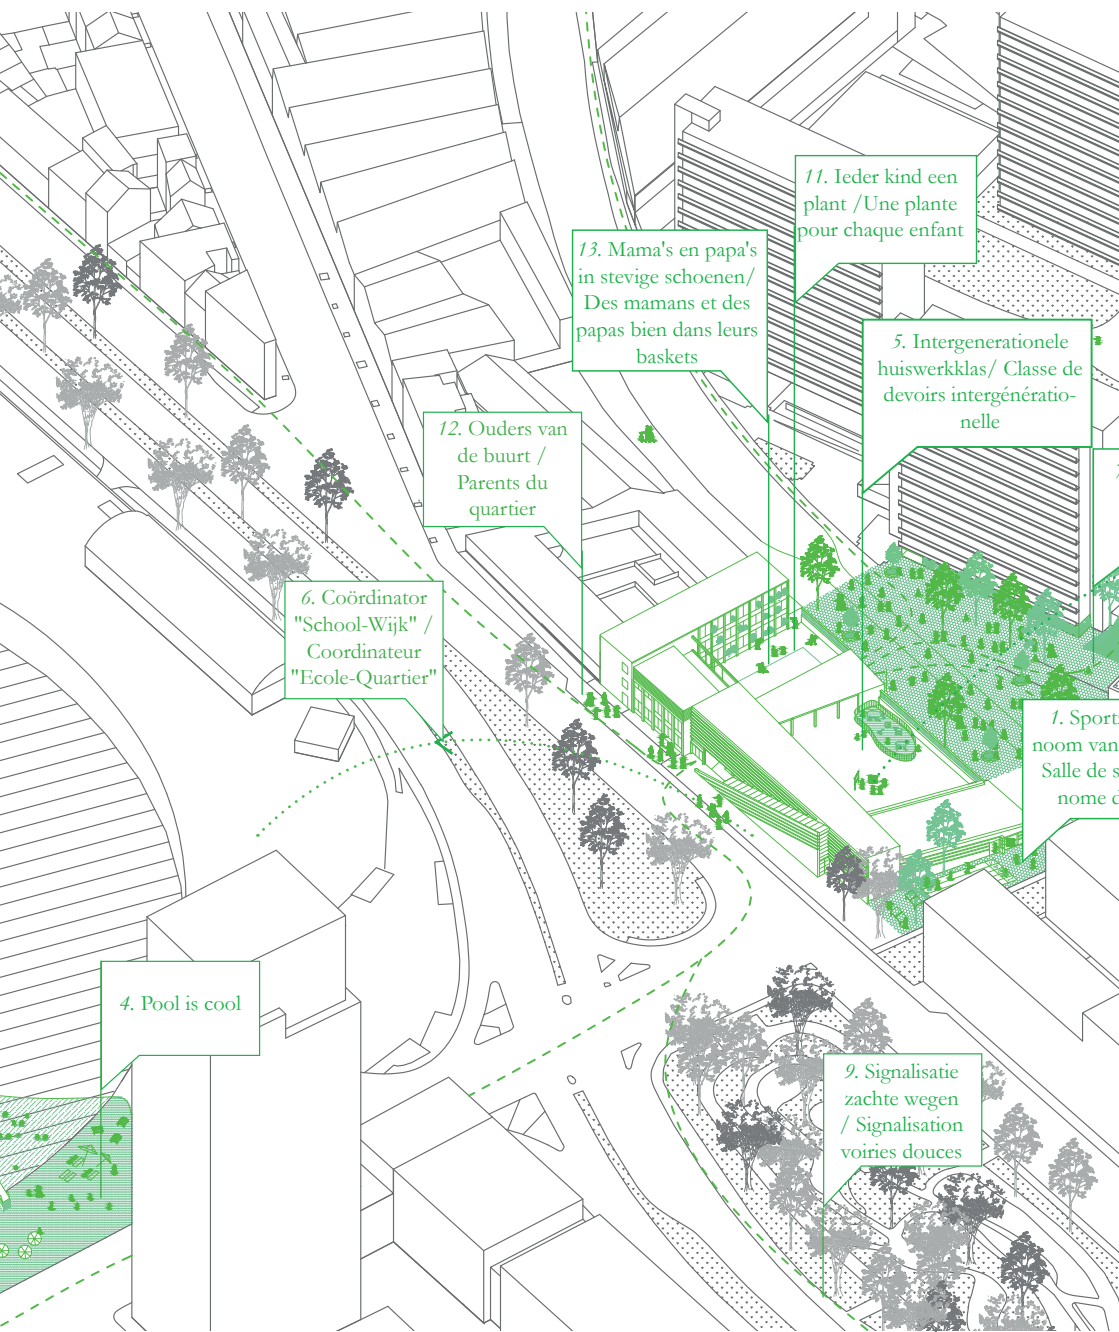 11. Ieder kind een
plant /Une plante
pour chaque enfant
13. Mama's en papa's
in stevige schoenen/
Des mamans et des
papas bien dans leurs
baskets
5. Intergenerationele
huiswerkklas/ Classe de
devoirs intergénératio-
nelle
12. Ouders van
de buurt /
Parents du
quartier
6. Coördinator
"School-Wijk" /
Coordinateur
"Ecole-Quartier"
1. Sport
noom van
Salle de s
nome d
4. Pool is cool
9. Signalisatie
zachte wegen
/ Signalisation
voiries douces